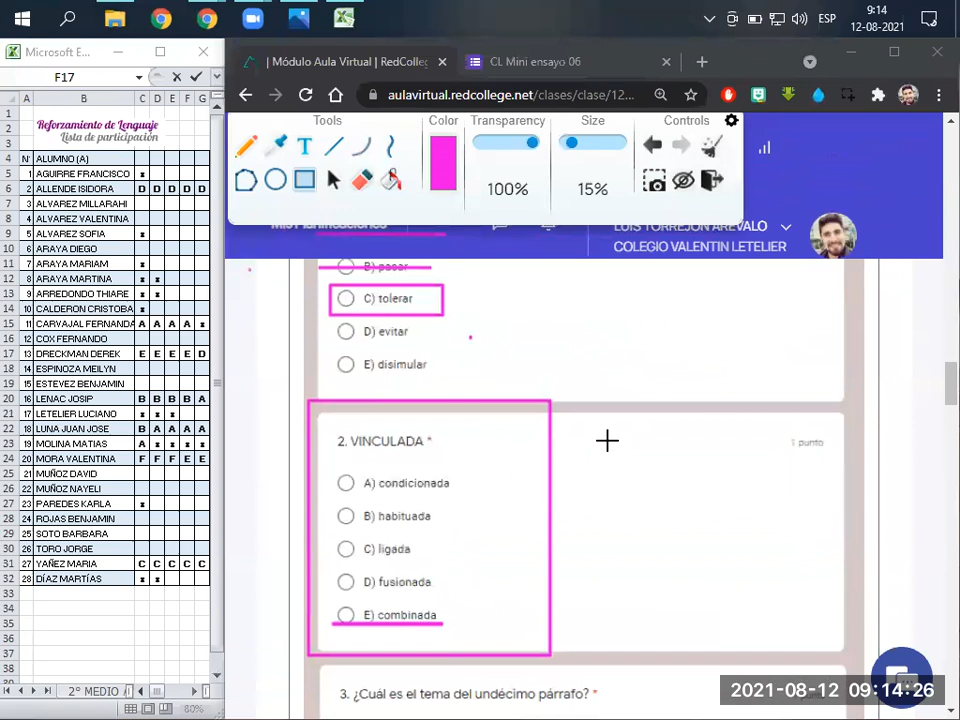 ESP
9:14
12-08-2021
Microsoft E...
F17
A B C D E F G
1 Reforzamiento de Lenguaje
2 Lista de participación
3
4 N° ALUMNO (A)
5 1 AGUIRRE FRANCISCO x
6 2 ALLENDE ISIDORA D D D D D
7 3 ALVAREZ MILLARAHI
8 4 ALVAREZ VALENTINA
9 5 ALVAREZ SOFIA x
10 6 ARAYA DIEGO
11 7 ARAYA MARIAM x
12 8 ARAYA MARTINA x x
13 9 ARREDONDO THIARE x x
14 10 CALDERON CRISTOBA x
15 11 CARVAJAL FERNANDA A A A A x
16 12 COX FERNANDO
17 13 DRECKMAN DEREK E E E E D
18 14 ESPINOZA MEILYN
19 15 ESTEVEZ BENJAMIN
20 16 LENAC JOSIP B B B B A
21 17 LETELIER LUCIANO x x x
22 18 LUNA JUAN JOSE B A A A A
23 19 MOLINA MATIAS A x x x x
24 20 MORA VALENTINA F F F E E
25 21 MUÑOZ DAVID
26 22 MUÑOZ NAYELI
27 23 PAREDES KARLA x
28 24 ROJAS BENJAMIN
29 25 SOTO BARBARA
30 26 TORO JORGE
31 27 YAÑEZ MARIA C C C C C
32 28 DÍAZ MARTÍAS x x
33
34
35
36
37
38
2° MEDIO A
80%
| Módulo Aula Virtual | RedColleg
CL Mini ensayo 06
aulavirtual.redcollege.net/clases/clase/12...
Tools
Color
Transparency
Size
Controls
100%
15%
Mis Planificaciones
LUIS TORREJON AREVALO
COLEGIO VALENTIN LETELIER
B) pasar
C) tolerar
D) evitar
E) disimular
2. VINCULADA *
1 punto
A) condicionada
B) habituada
C) ligada
D) fusionada
E) combinada
3. ¿Cuál es el tema del undécimo párrafo? *
2021-08-12 09:14:26